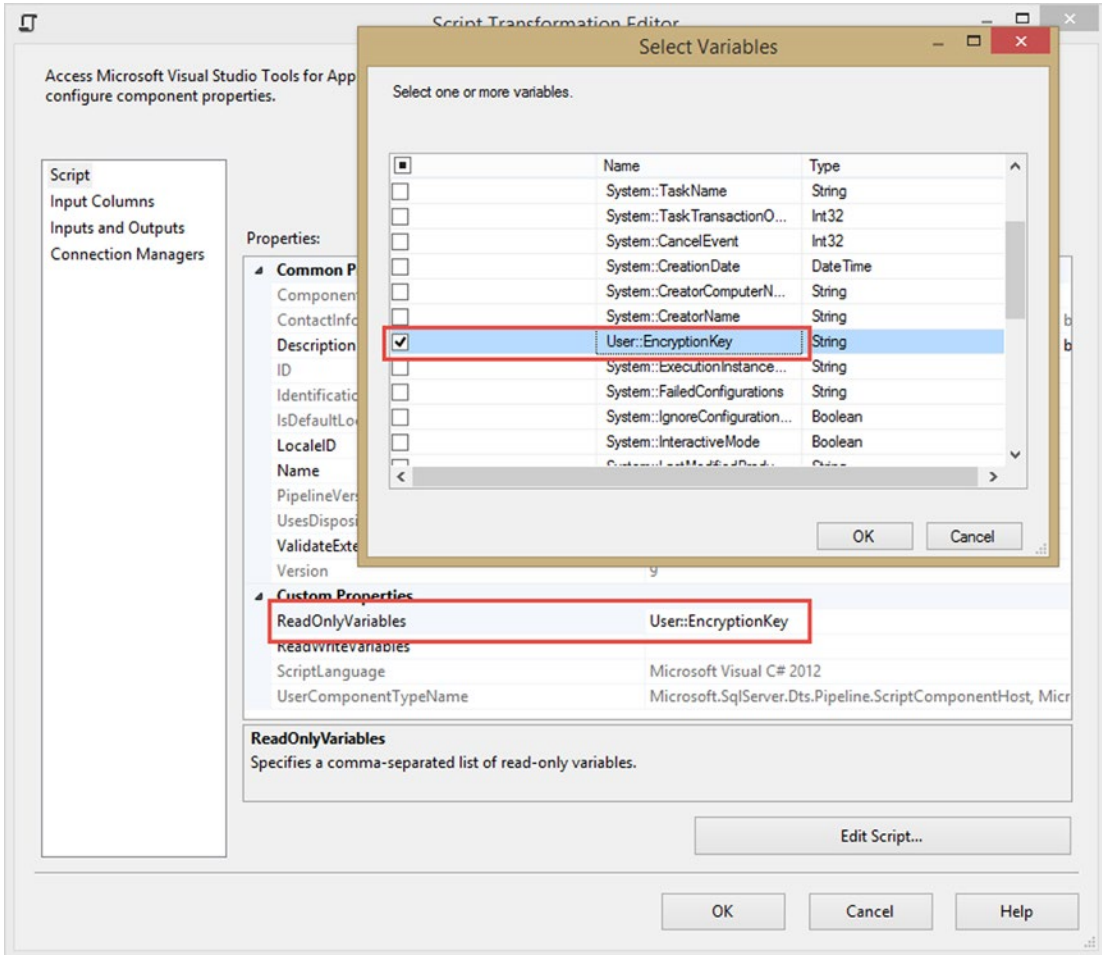 Script Transformation Editor
Select Variables
Access Microsoft Visual Studio Tools for App
configure component properties.
Select one or more variables.
Script
Input Columns
Inputs and Outputs
Connection Managers
Name Type
System::TaskName String
System::TaskTransactionO... Int32
System::CancelEvent Int32
System::CreationDate DateTime
System::CreatorComputerN... String
System::CreatorName String
User::EncryptionKey String
System::ExecutionInstance... String
System::FailedConfigurations String
System::IgnoreConfiguration... Boolean
System::InteractiveMode Boolean
OK Cancel
Properties:
Common P
Component
ContactInfo b
Description b
ID
Identificatio
IsDefaultLo
LocaleID
Name
PipelineVers
UsesDisposi
ValidateExte
Version 9
Custom Properties
ReadOnlyVariables User::EncryptionKey
ReadWriteVariables
ScriptLanguage Microsoft Visual C# 2012
UserComponentTypeName Microsoft.SqlServer.Dts.Pipeline.ScriptComponentHost, Micr
ReadOnlyVariables
Specifies a comma-separated list of read-only variables.
Edit Script...
OK Cancel Help